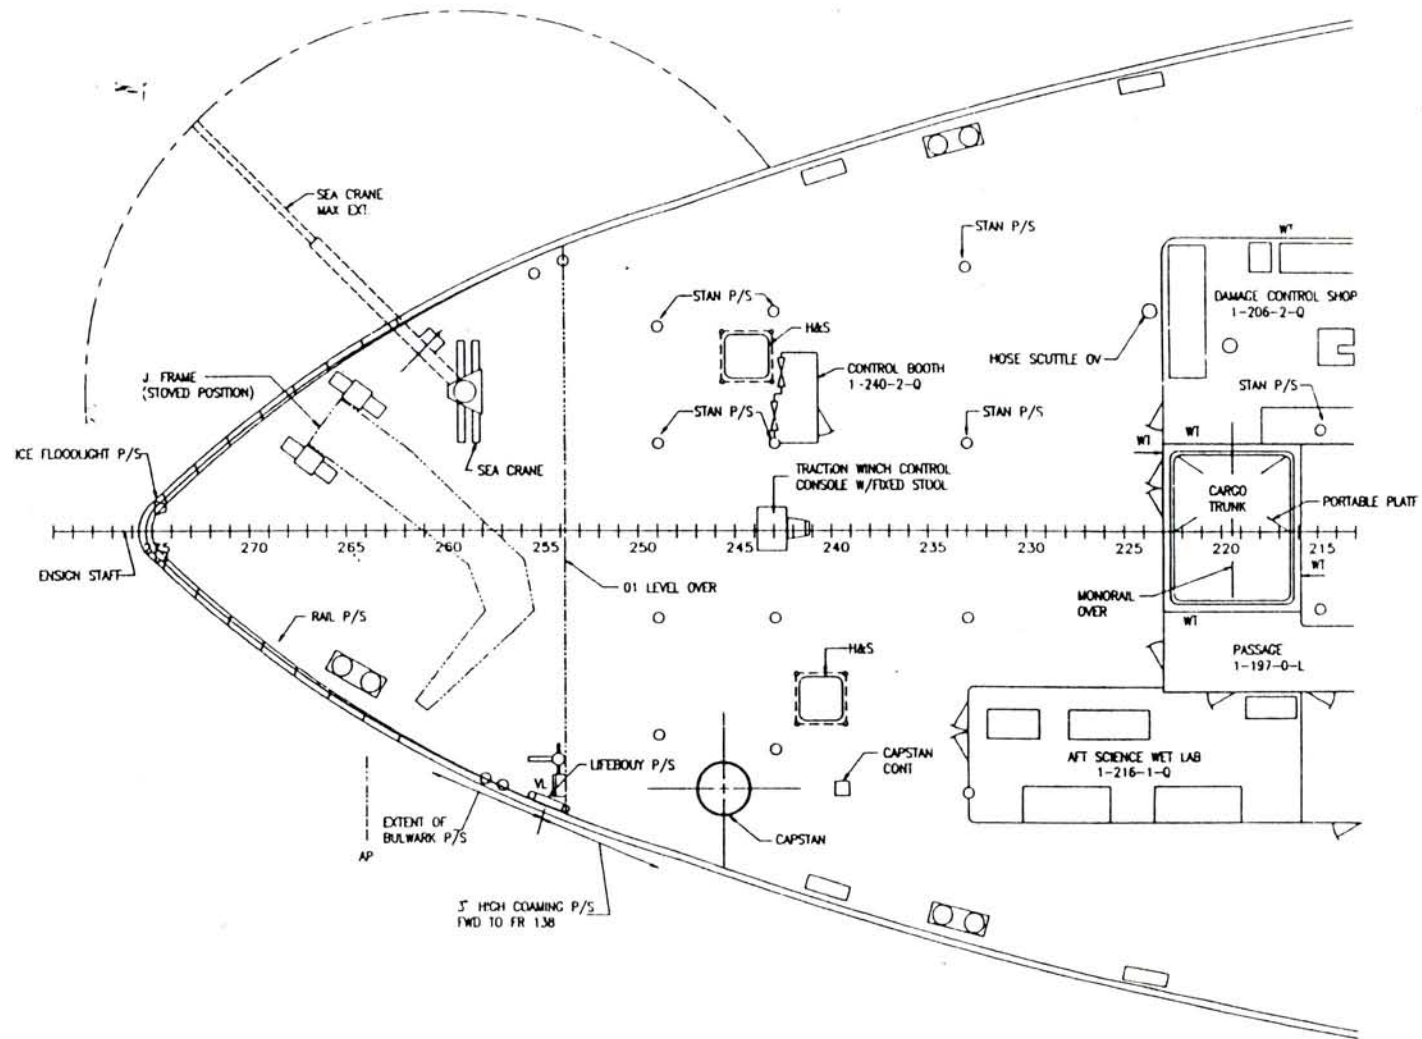 SEA CRANE
MAX EXT.
STAN P/S
WT
STAN P/S
DAMAGE CONTROL SHOP
1-206-2-Q
H&S
HOSE SCUTTLE OV
CONTROL BOOTH
1-240-2-Q
J. FRAME
(STOVED POSITION)
STAN P/S
STAN P/S
STAN P/S
ICE FLOODLIGHT P/S
SEA CRANE
TRACTION WINCH CONTROL
CONSOLE W/FIXED STOOL
WT
WT
CARGO
TRUNK
PORTABLE PLATF
270 265 260 255 250 245 240 235 230 225 220 215
ENSIGN STAFF
01 LEVEL OVER
MONORAIL
OVER
WT
RAIL P/S
WT
H&S
PASSAGE
1-197-0-L
LIFEBOUY P/S
VL
CAPSTAN
CONT
AFT SCIENCE WET LAB
1-216-1-Q
EXTENT OF
BULWARK P/S
CAPSTAN
AP
3" HIGH COAMING P/S
FWD TO FR 138